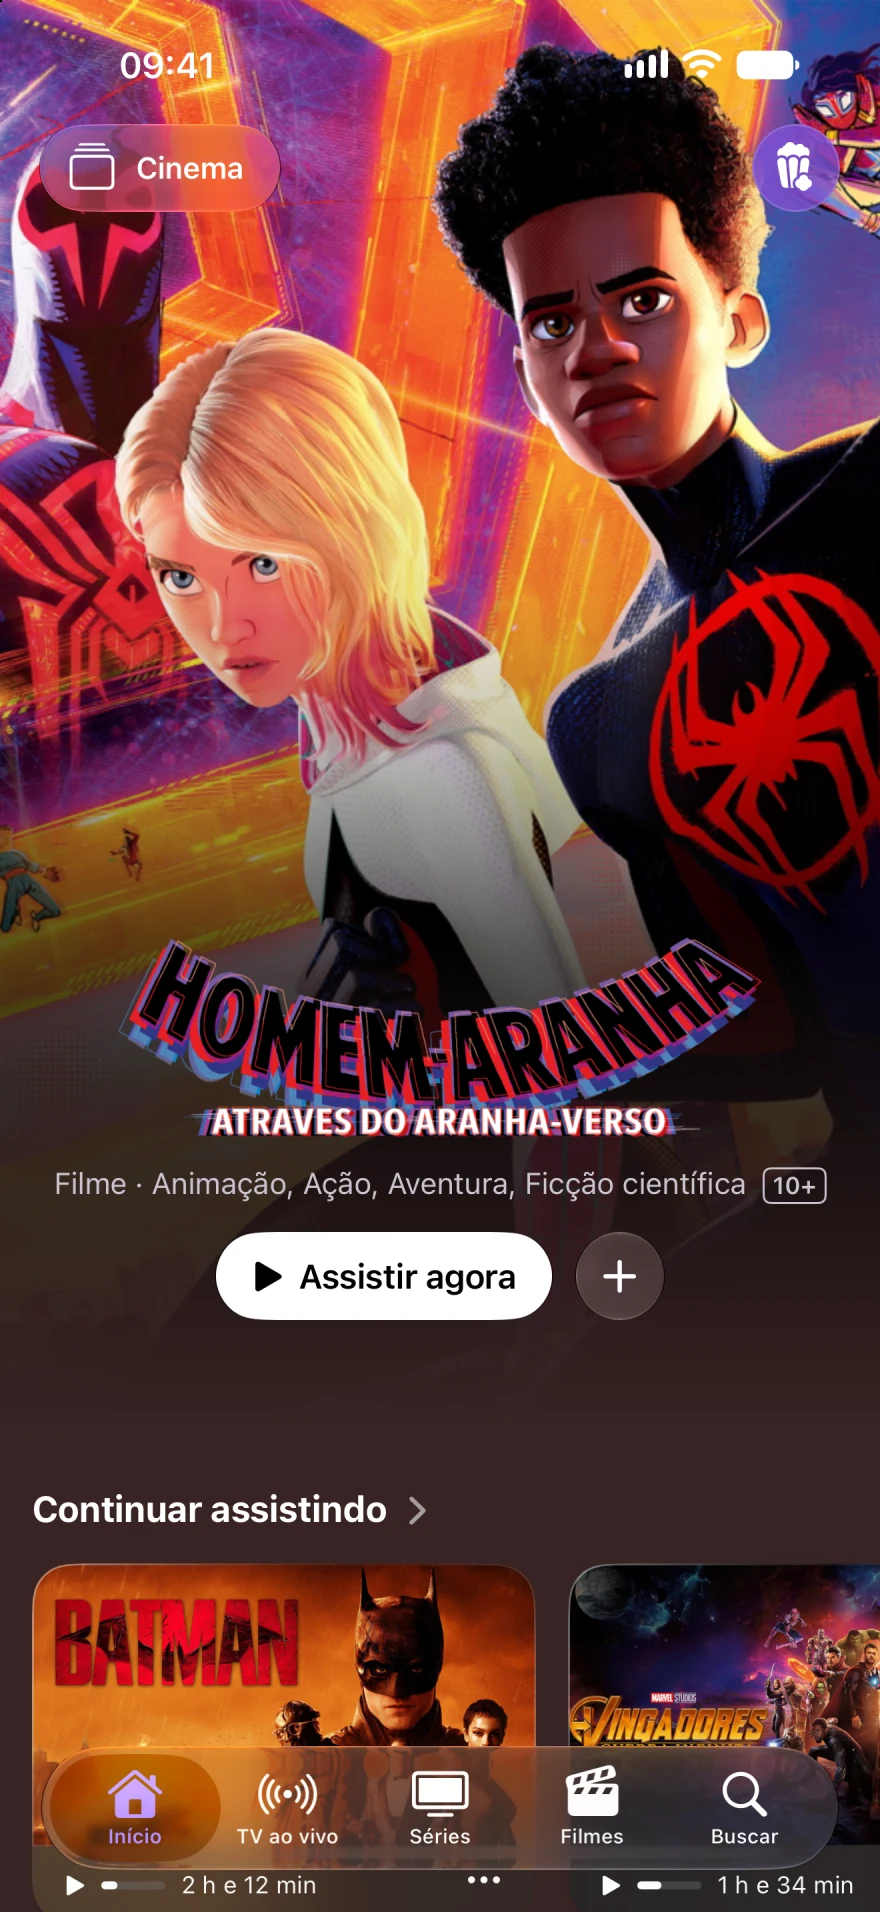 09:41
Cinema
HOMEM-ARANHA
ATRAVES DO ARANHA-VERSO
Filme · Animação, Ação, Aventura, Ficção científica 10+
Assistir agora
Continuar assistindo
BATMAN
MARVEL STUDIOS
VINGADORES
Início
TV ao vivo
Séries
Filmes
Buscar
2 h e 12 min
1 h e 34 min